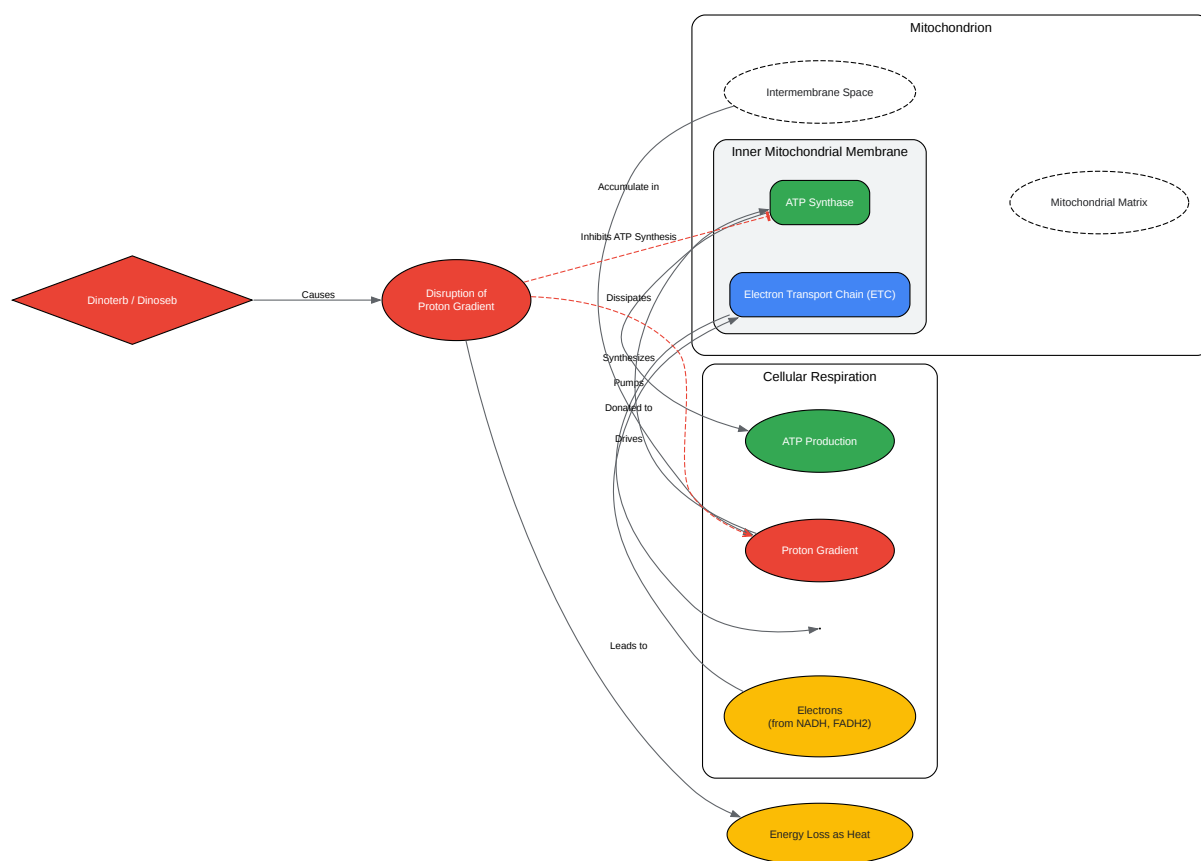 Mitochondrion
Intermembrane Space
Inner Mitochondrial Membrane
Accumulate in
ATP Synthase
Mitochondrial Matrix
Inhibits ATP Synthesis
Dinoterb / Dinoseb
Causes
Disruption of
Proton Gradient
Dissipates
Electron Transport Chain (ETC)
Synthesizes
Pumps
Cellular Respiration
Donated to
Drives
ATP Production
Proton Gradient
Leads to
Electrons
(from NADH, FADH2)
Energy Loss as Heat